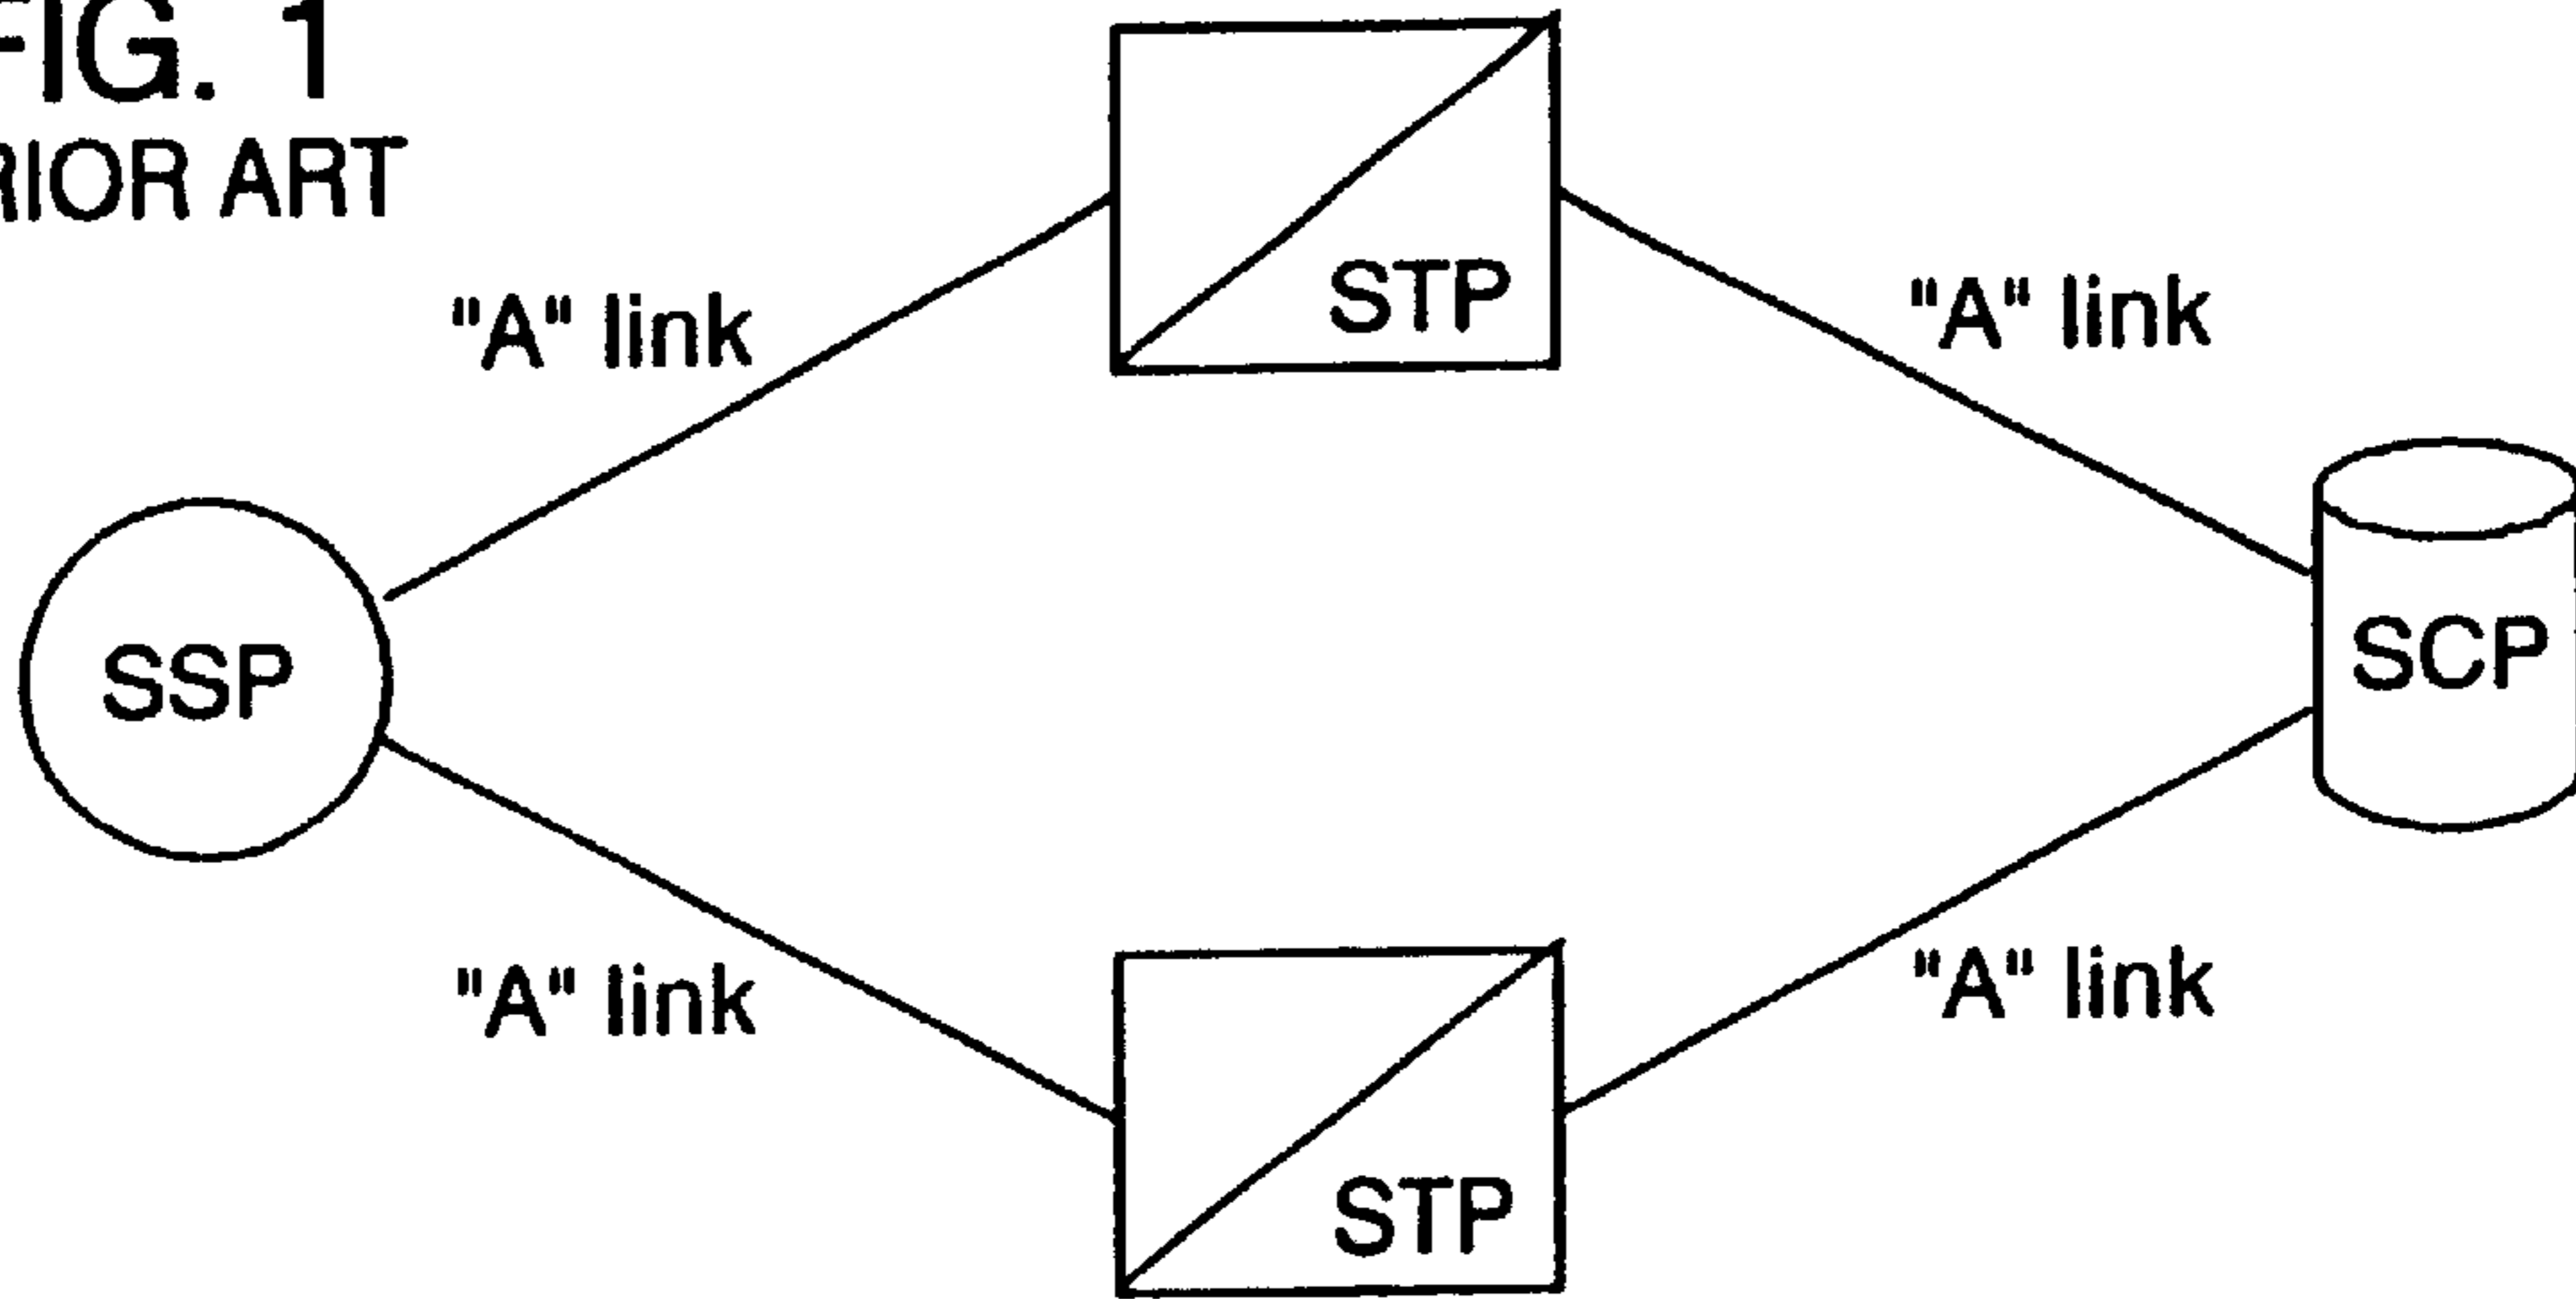 FIG. 1
RIOR ART
"A" link
STP
"A" link
SSP
SCP
"A" link
"A" link
STP